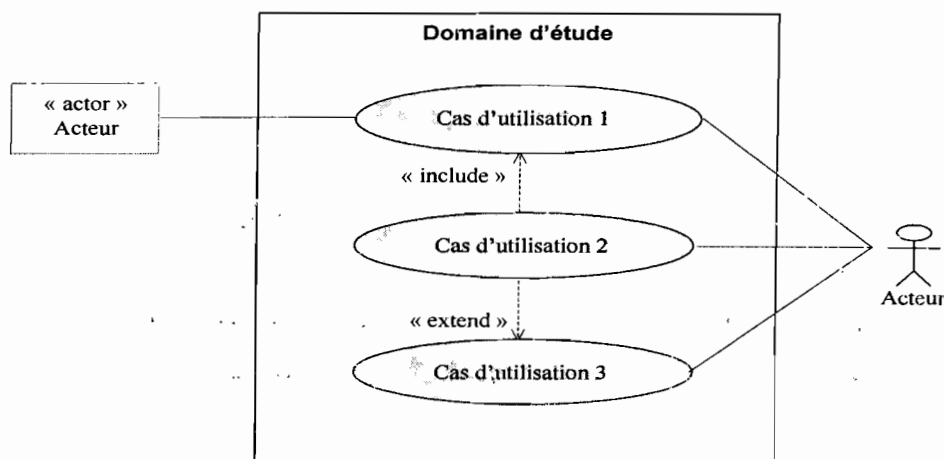 Domaine d'étude
« actor »
Acteur
Cas d'utilisation 1
« include »
Cas d'utilisation 2
Acteur
« extend »
Cas d'utilisation 3